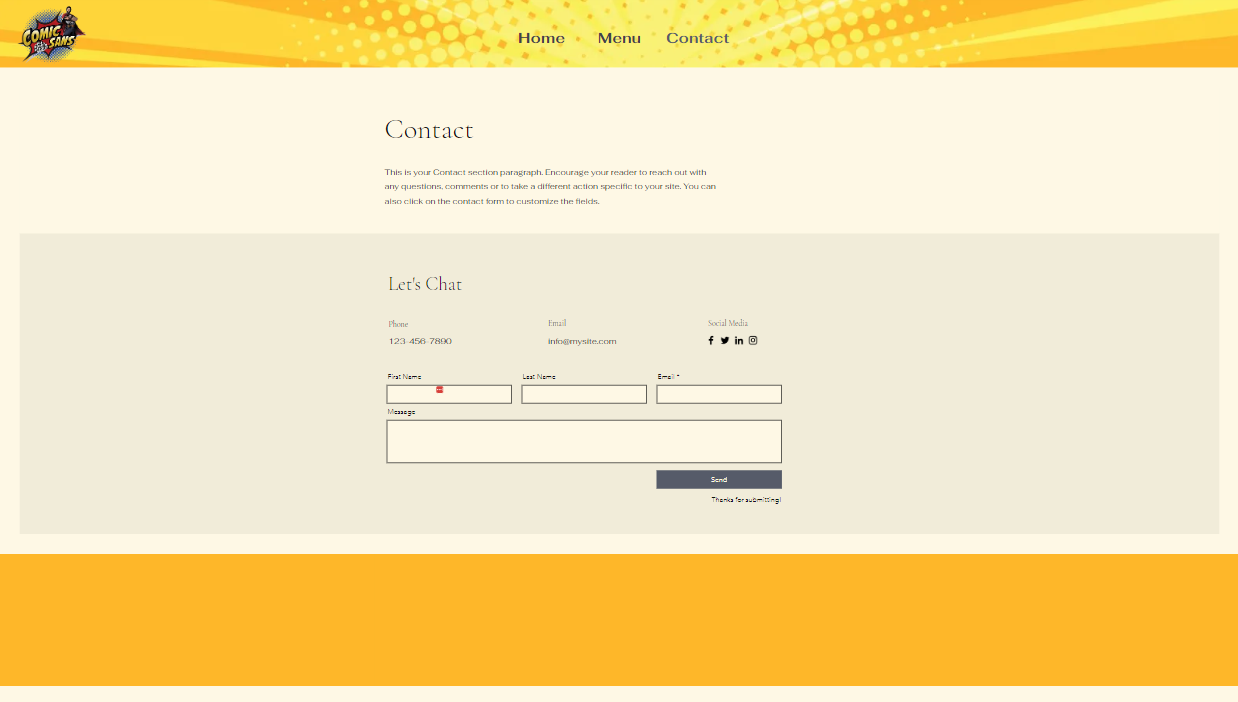 COMIC
SANS
Home Menu Contact
Contact
This is your Contact section paragraph. Encourage your reader to reach out with
any questions, comments or to take a different action specific to your site. You can
also click on the contact form to customize the fields.
Let's Chat
Phone Email Social Media
123-456-7890 info@mysite.com
First Name Last Name Email *
Message
Send
Thanks for submitting!